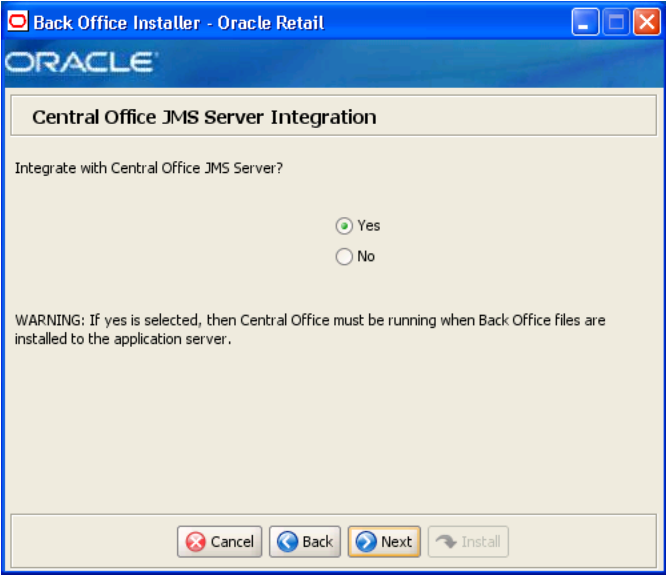 Back Office Installer - Oracle Retail
ORACLE
Central Office JMS Server Integration
Integrate with Central Office JMS Server?
Yes
No
WARNING: If yes is selected, then Central Office must be running when Back Office files are
installed to the application server.
Cancel Back Next Install